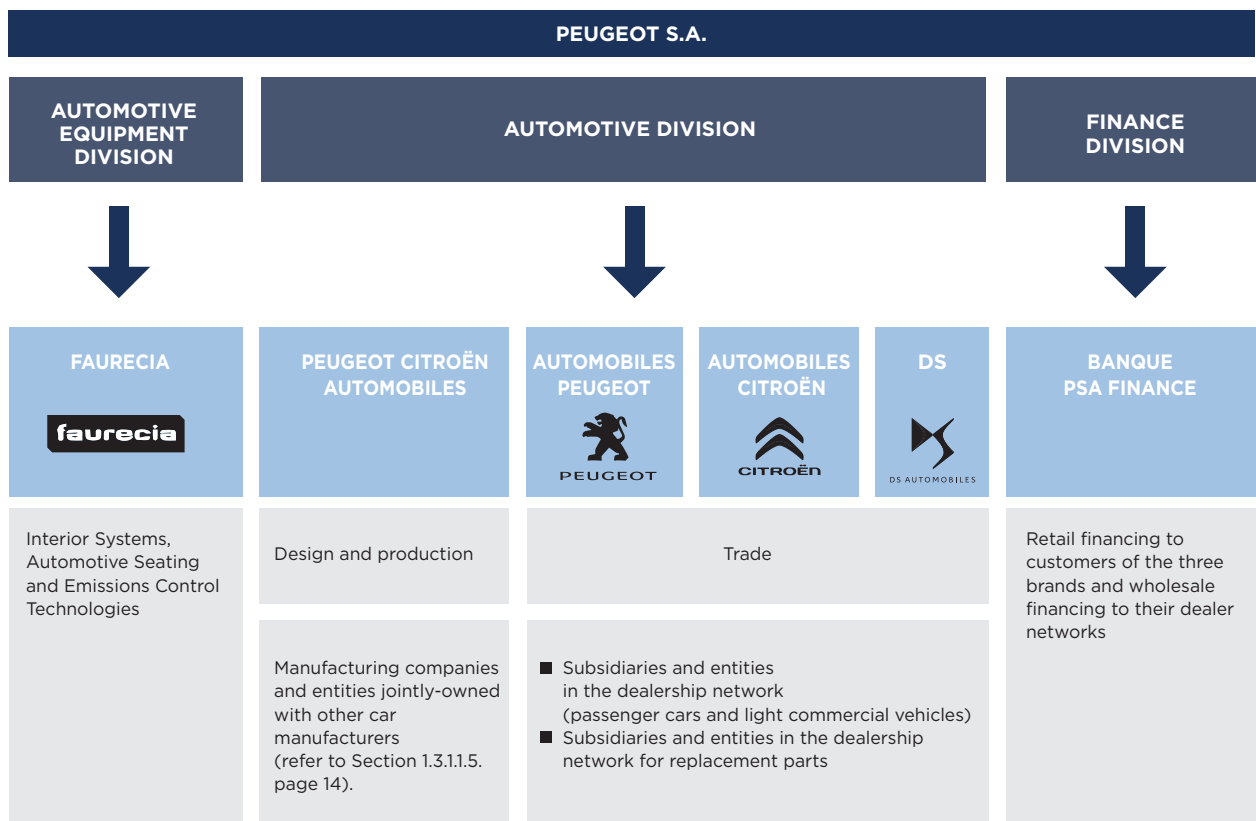 PEUGEOT S.A.
AUTOMOTIVE
EQUIPMENT
DIVISION
AUTOMOTIVE DIVISION
FINANCE
DIVISION
FAURECIA
faurecia
PEUGEOT CITROËN
AUTOMOBILES
AUTOMOBILES
PEUGEOT
PEUGEOT
AUTOMOBILES
CITROËN
CITROËN
DS
DS AUTOMOBILES
BANQUE
PSA FINANCE
Interior Systems,
Automotive Seating
and Emissions Control
Technologies
Design and production
Manufacturing companies
and entities jointly-owned
with other car
manufacturers
(refer to Section 1.3.1.1.5.
page 14).
Trade
■ Subsidiaries and entities
in the dealership network
(passenger cars and light commercial vehicles)
■ Subsidiaries and entities in the dealership
network for replacement parts
Retail financing to
customers of the three
brands and wholesale
financing to their dealer
networks